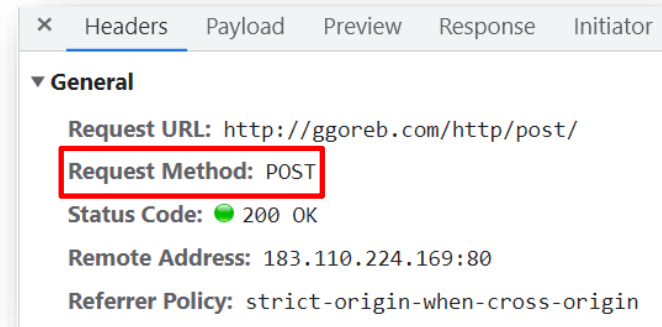 × Headers Payload Preview Response Initiator
▼ General
Request URL: http://ggoreb.com/http/post/
Request Method: POST
Status Code: 200 OK
Remote Address: 183.110.224.169:80
Referrer Policy: strict-origin-when-cross-origin